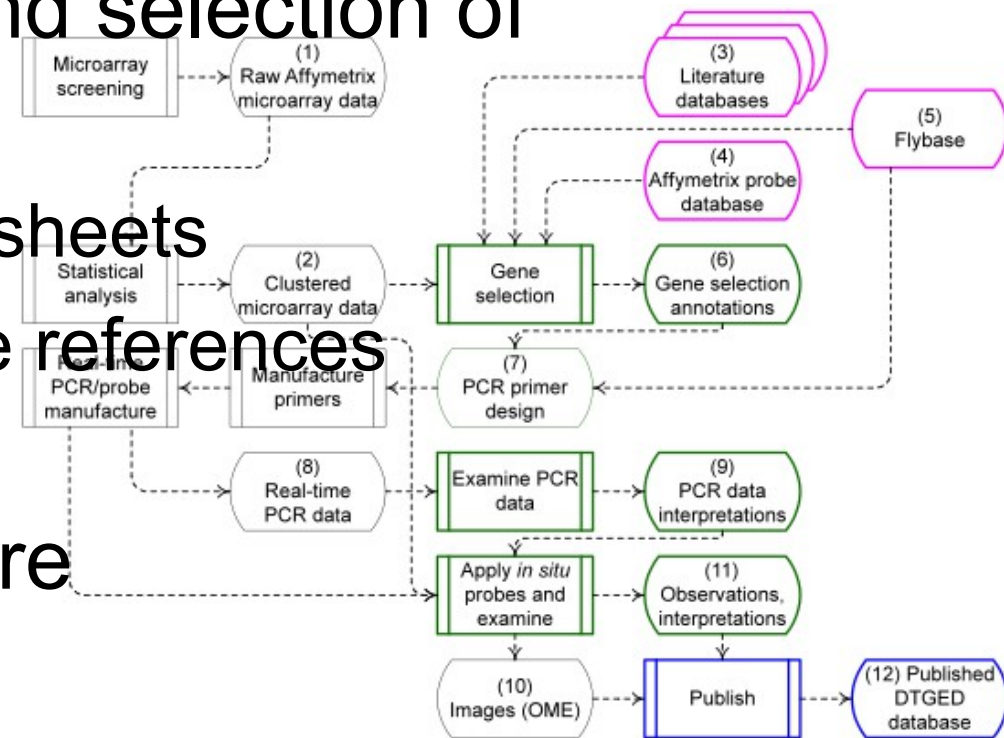 nd selection of
sheets
e references
re
Microarray
screening
(1)
Raw Affymetrix
microarray data
(3)
Literature
databases
(5)
Flybase
(4)
Affymetrix probe
database
Statistical
analysis
(2)
Clustered
microarray data
Gene
selection
(6)
Gene selection
annotations
Real-time
PCR/probe
manufacture
Manufacture
primers
(7)
PCR primer
design
(8)
Real-time
PCR data
Examine PCR
data
(9)
PCR data
interpretations
Apply in situ
probes and
examine
(11)
Observations,
interpretations
(10)
Images (OME)
Publish
(12) Published
DTGED
database